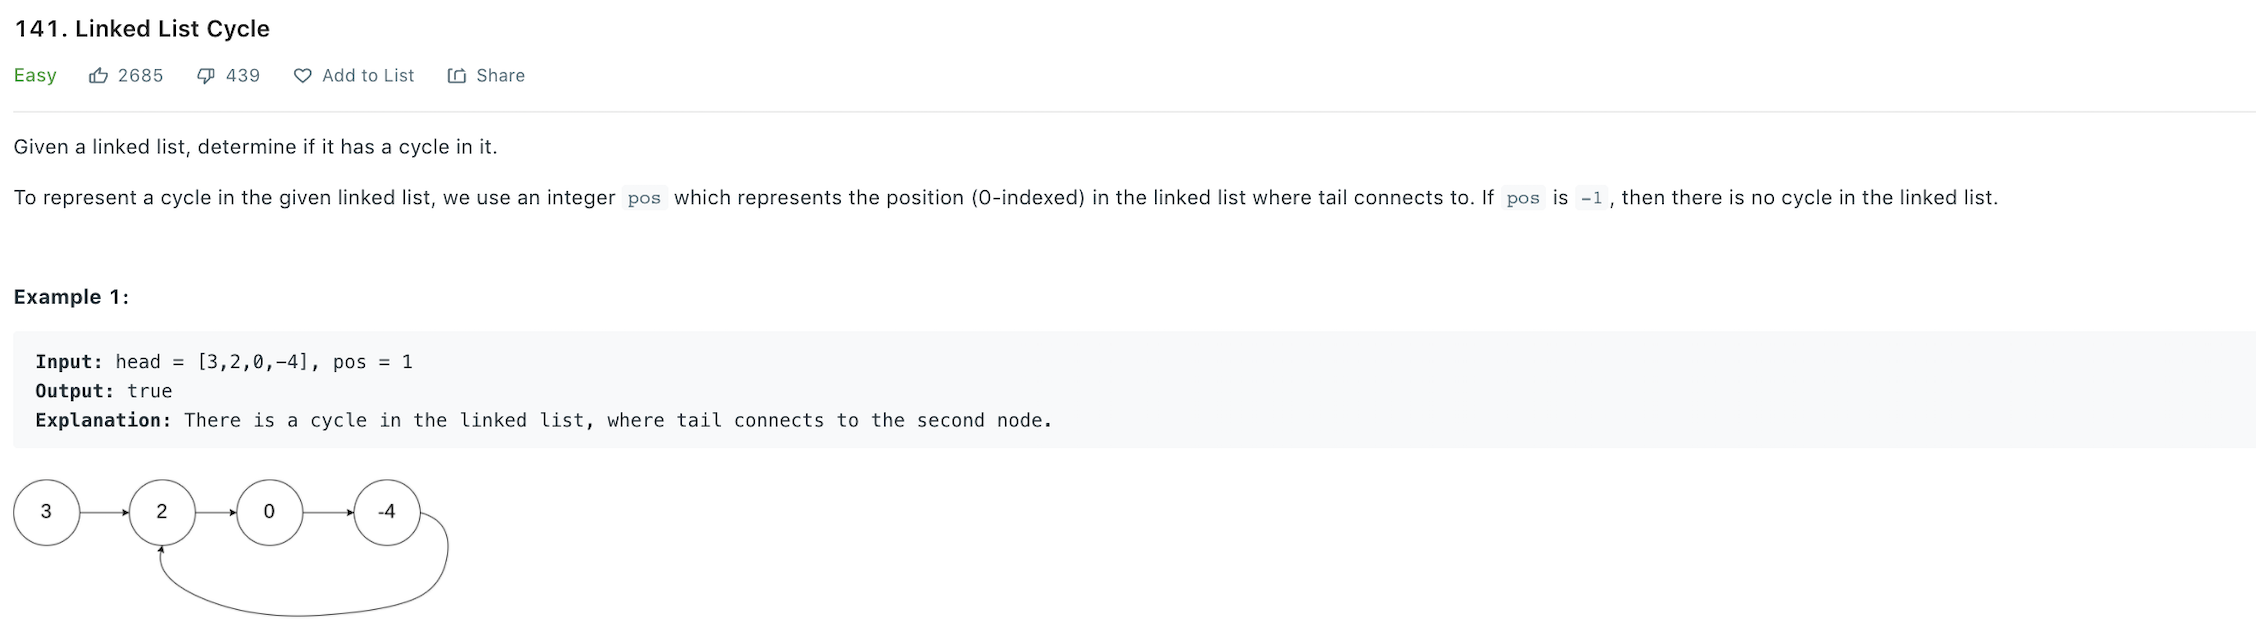 141. Linked List Cycle
Easy 2685 439 Add to List Share
Given a linked list, determine if it has a cycle in it.
To represent a cycle in the given linked list, we use an integer pos which represents the position (0-indexed) in the linked list where tail connects to. If pos is -1, then there is no cycle in the linked list.
Example 1:
Input: head = [3,2,0,-4], pos = 1
Output: true
Explanation: There is a cycle in the linked list, where tail connects to the second node.
3 2 0 -4